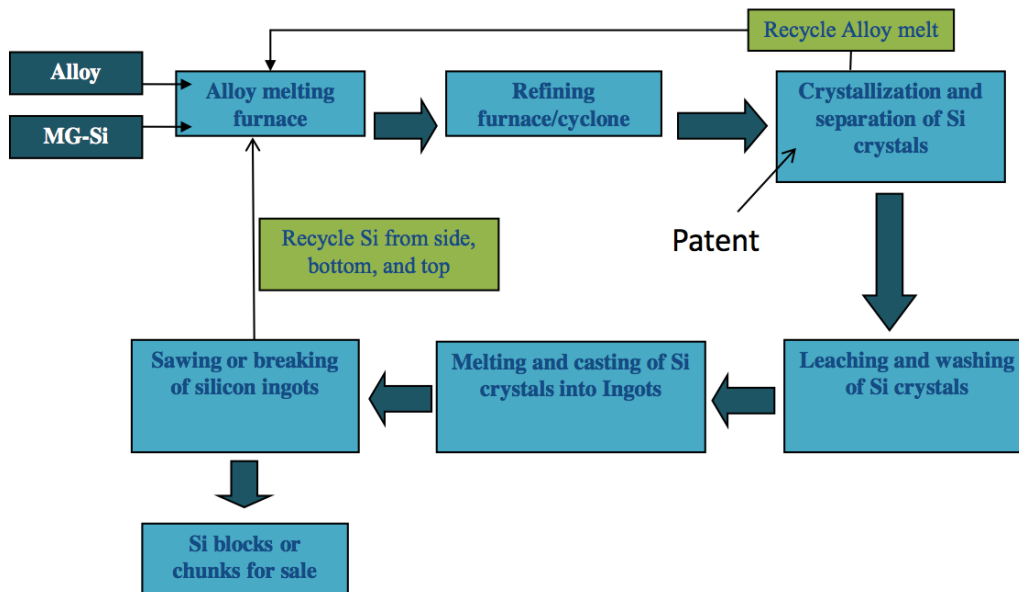 Recycle Alloy melt
Alloy
MG-Si
Alloy melting
furnace
Refining
furnace/cyclone
Crystallization and
separation of Si
crystals
Patent
Recycle Si from side,
bottom, and top
Sawing or breaking
of silicon ingots
Melting and casting of Si
crystals into Ingots
Leaching and washing
of Si crystals
Si blocks or
chunks for sale